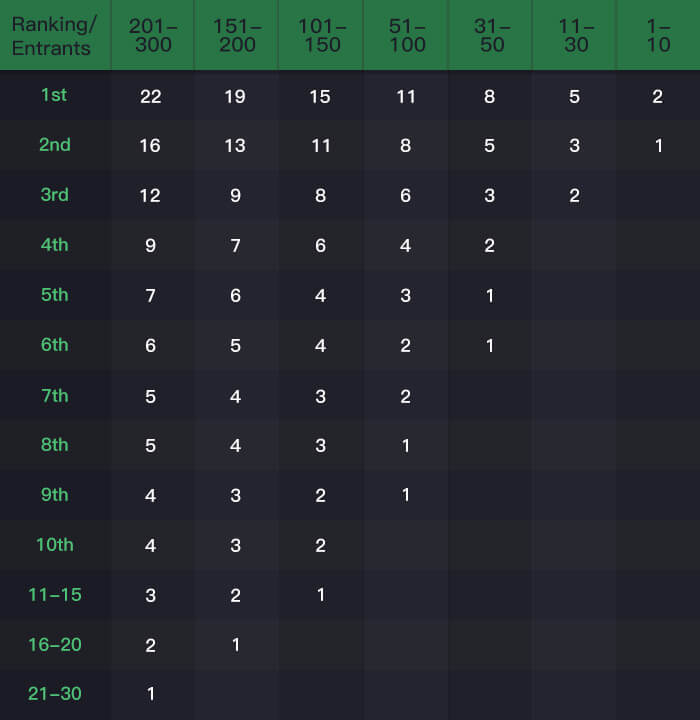 Ranking/ 201– 151– 101– 51– 31– 11– 1–
Entrants 300 200 150 100 50 30 10
1st 22 19 15 11 8 5 2
2nd 16 13 11 8 5 3 1
3rd 12 9 8 6 3 2
4th 9 7 6 4 2
5th 7 6 4 3 1
6th 6 5 4 2 1
7th 5 4 3 2
8th 5 4 3 1
9th 4 3 2 1
10th 4 3 2
11–15 3 2 1
16–20 2 1
21–30 1